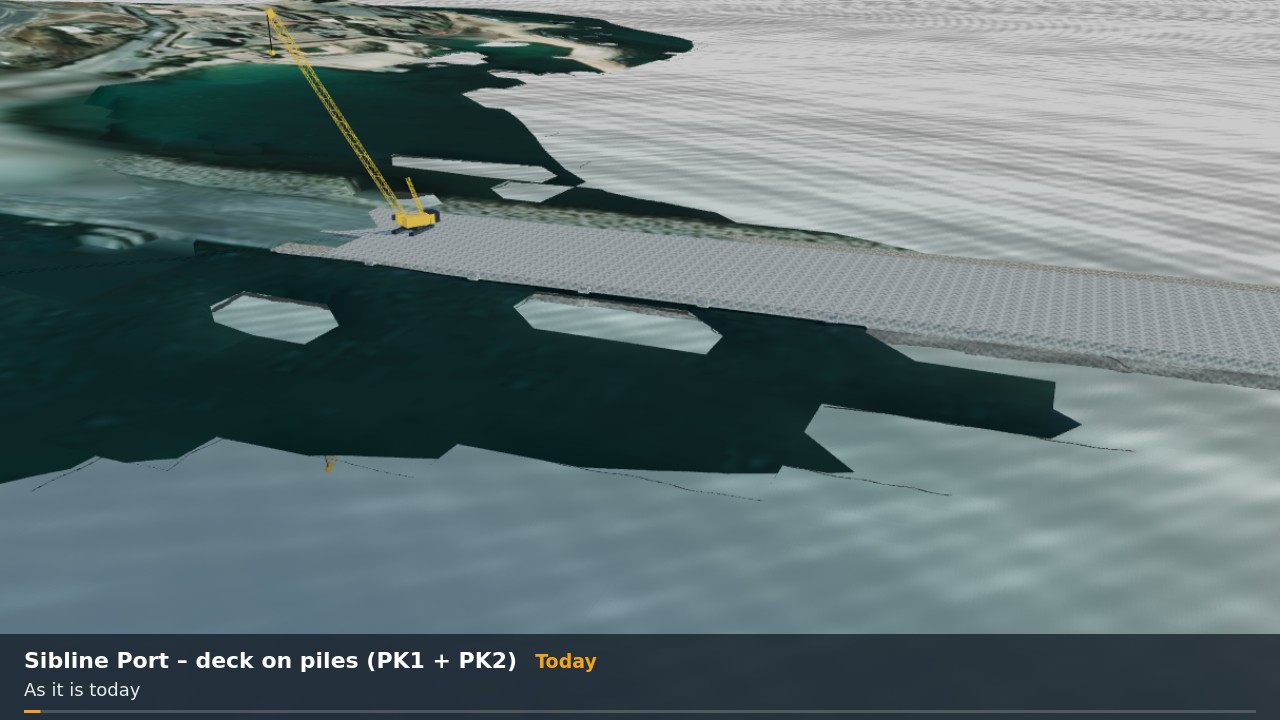 Sibline Port – deck on piles (PK1 + PK2) Today
As it is today